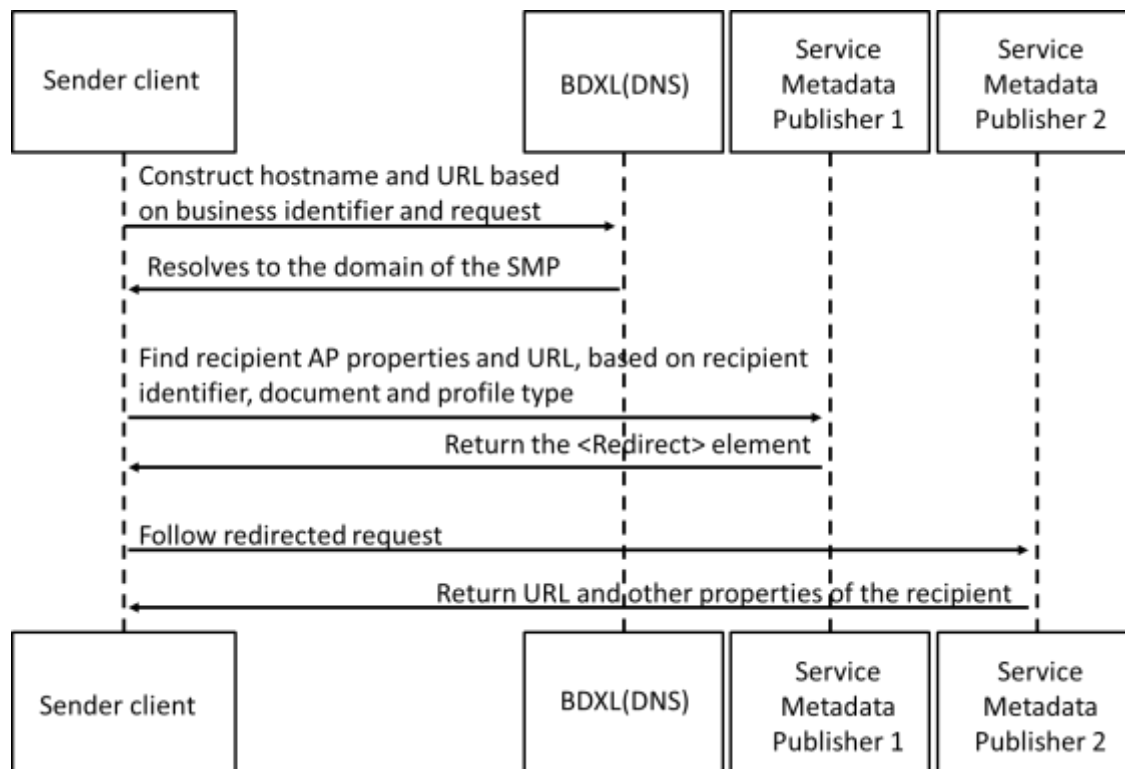 Sender client
BDXL(DNS)
Service
Metadata
Publisher 1
Service
Metadata
Publisher 2
Construct hostname and URL based
on business identifier and request
Resolves to the domain of the SMP
Find recipient AP properties and URL, based on recipient
identifier, document and profile type
Return the <Redirect> element
Follow redirected request
Return URL and other properties of the recipient
Sender client
BDXL(DNS)
Service
Metadata
Publisher 1
Service
Metadata
Publisher 2